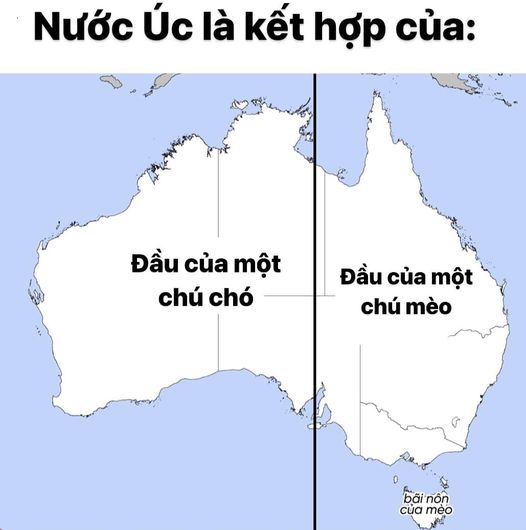 Nước Úc là kết hợp của:
Đầu của một
chú chó
Đầu của một
chú mèo
bãi nôn
của mèo